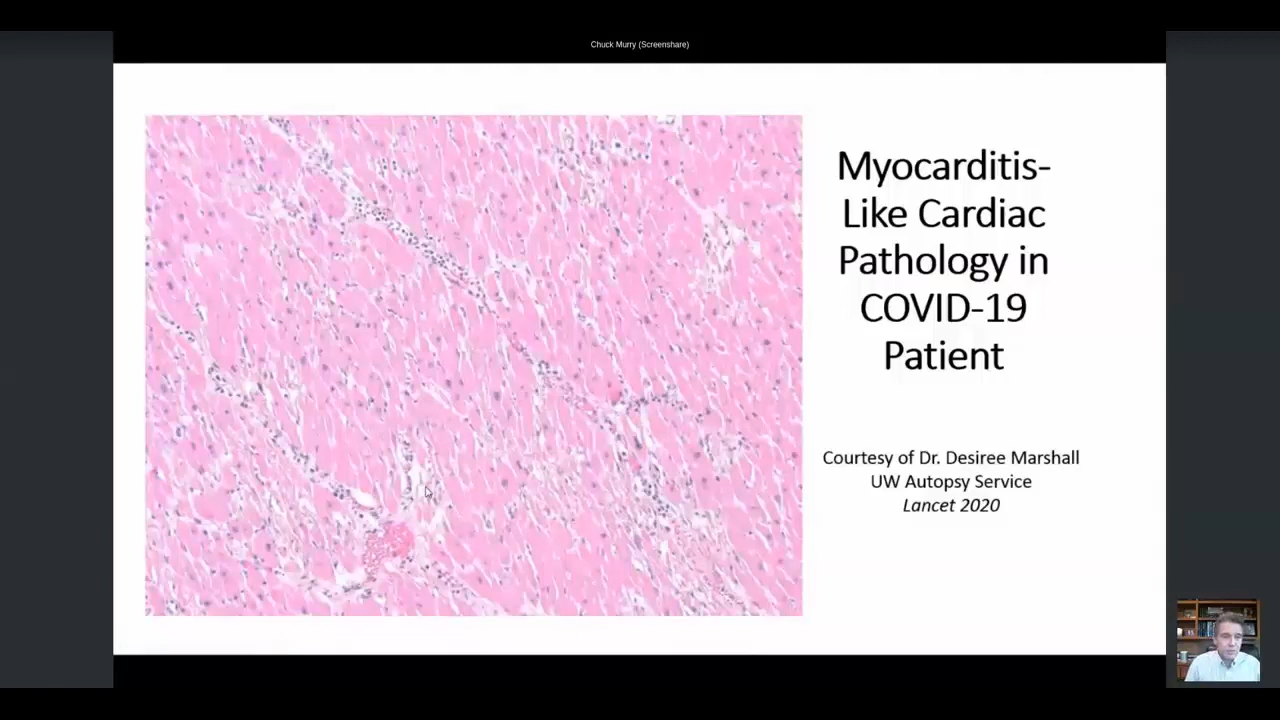 Chuck Murry (Screenshare)
Myocarditis-
Like Cardiac
Pathology in
COVID-19
Patient
Courtesy of Dr. Desiree Marshall
UW Autopsy Service
Lancet 2020